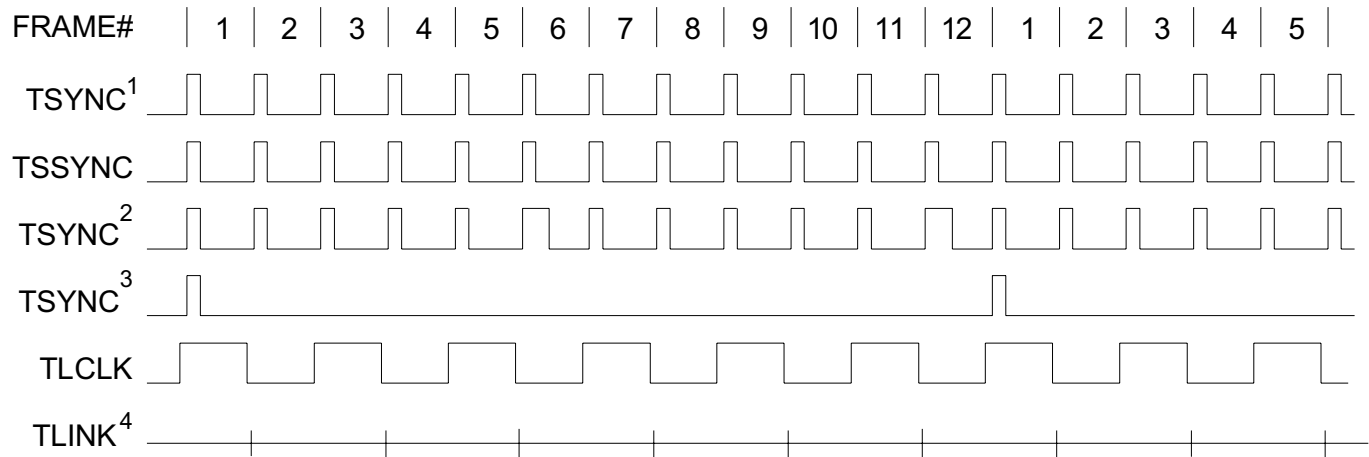 FRAME# 1 2 3 4 5 6 7 8 9 10 11 12 1 2 3 4 5
TSYNC¹
TSSYNC
TSYNC²
TSYNC³
TLCLK
TLINK⁴